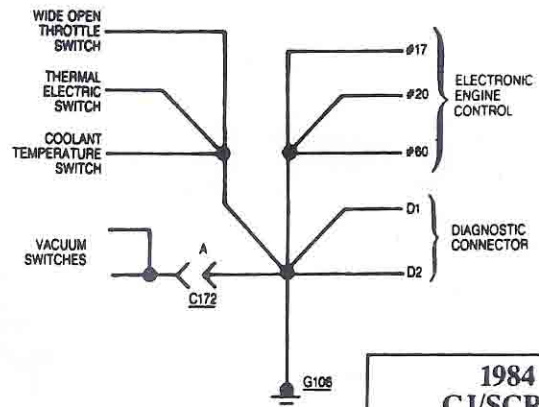 WIDE OPEN
THROTTLE
SWITCH
THERMAL
ELECTRIC
SWITCH
COOLANT
TEMPERATURE
SWITCH
VACUUM
SWITCHES
A
C172
#17
#20
#60
ELECTRONIC
ENGINE
CONTROL
D1
D2
DIAGNOSTIC
CONNECTOR
G106
1984